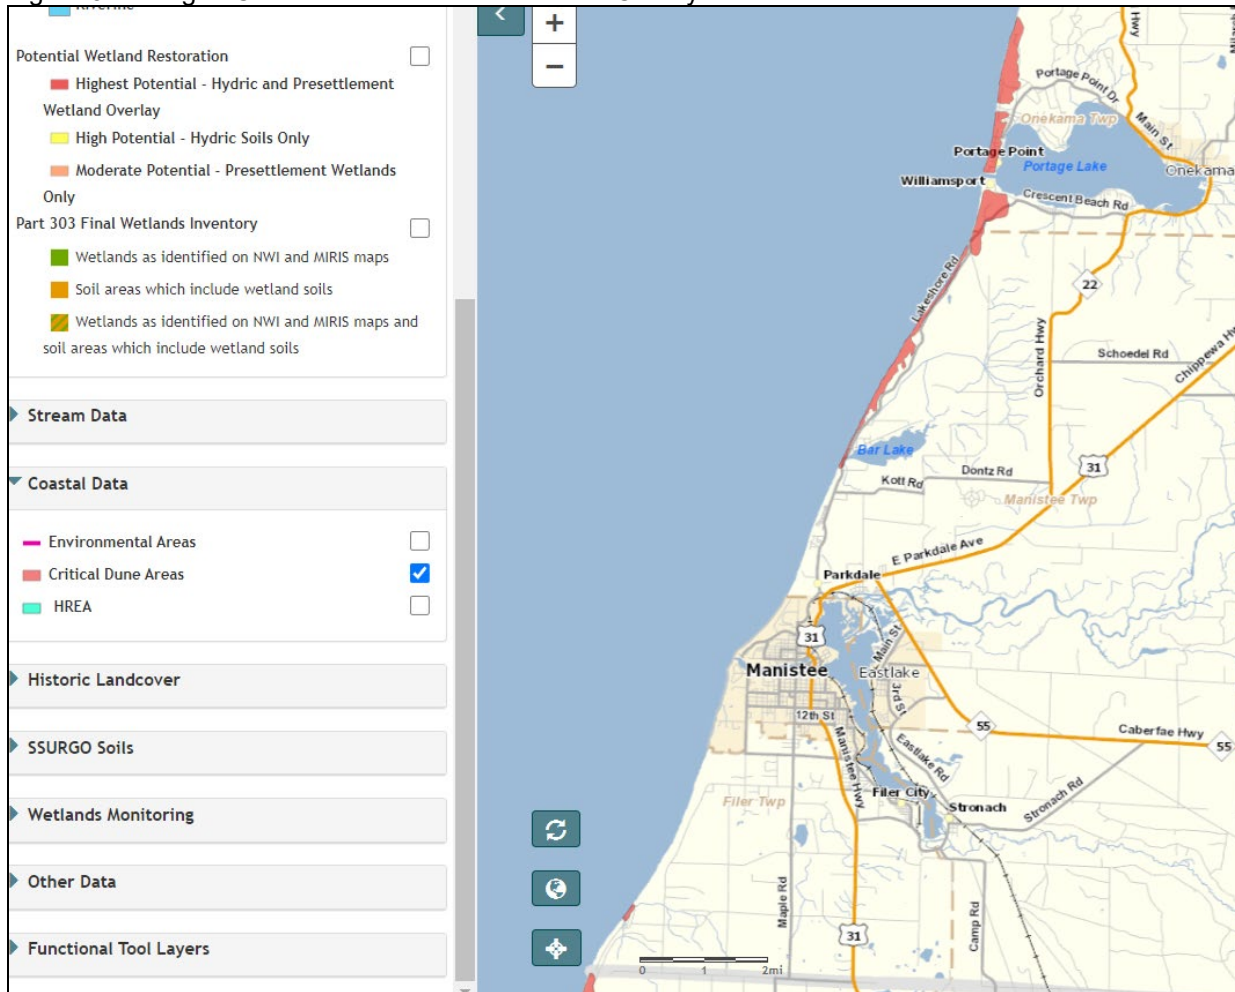 Riverine
Potential Wetland Restoration
Highest Potential - Hydric and Presettlement
Wetland Overlay
High Potential - Hydric Soils Only
Moderate Potential - Presettlement Wetlands
Only
Part 303 Final Wetlands Inventory
Wetlands as identified on NWI and MIRIS maps
Soil areas which include wetland soils
Wetlands as identified on NWI and MIRIS maps and
soil areas which include wetland soils
Stream Data
Coastal Data
Environmental Areas
Critical Dune Areas
HREA
Historic Landcover
SSURGO Soils
Wetlands Monitoring
Other Data
Functional Tool Layers
+
−
Hwy
Portage Point Dr
Onekama Twp
Main St
Portage Point
Portage Lake
Onekama
Williamsport
Crescent Beach Rd
Lakeshore Rd
22
Orchard Hwy
Schoedel Rd
Chippewa
Bar Lake
Dontz Rd
31
Kott Rd
Manistee Twp
E Parkdale Ave
Parkdale
31
Main St
Manistee
Eastlake
3rd St
12th St
55
Caberfae Hwy
55
Manistee Hwy
Eastlake Rd
Filer City
Stronach
Stronach Rd
Filer Twp
Maple Rd
31
Camp Rd
0 1 2mi